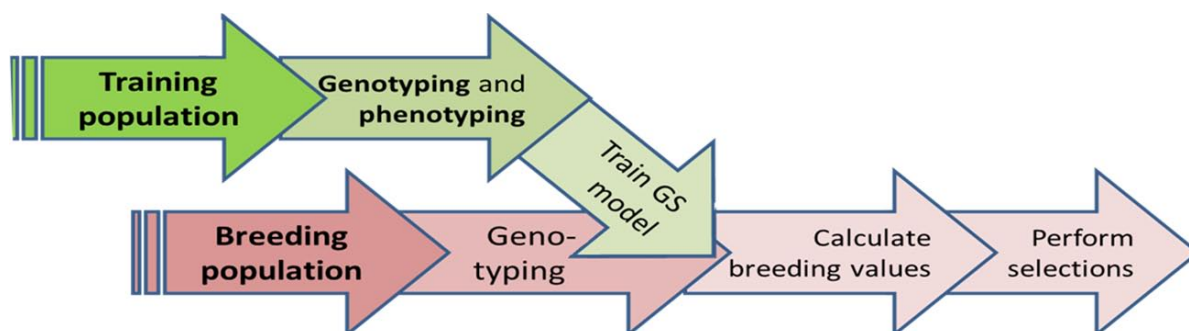 Training
population
Genotyping and
phenotyping
Train GS
model
Breeding
population
Geno-
typing
Calculate
breeding values
Perform
selections